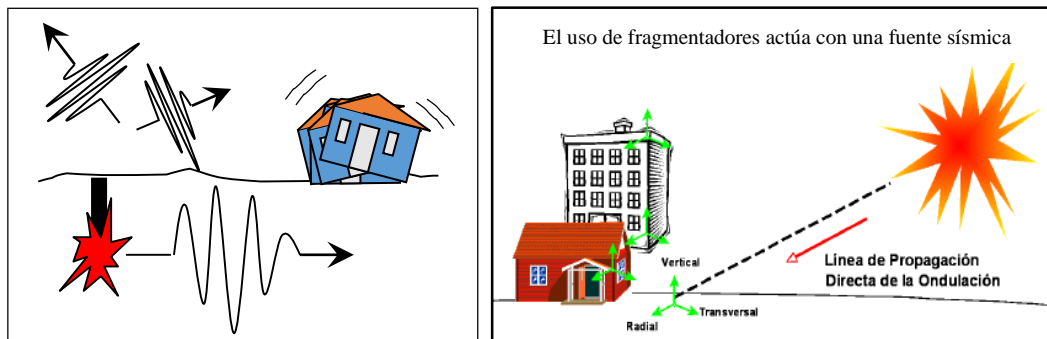 El uso de fragmentadores actúa con una fuente sísmica
Vertical
Línea de Propagación
Directa de la Ondulación
Transversal
Radial